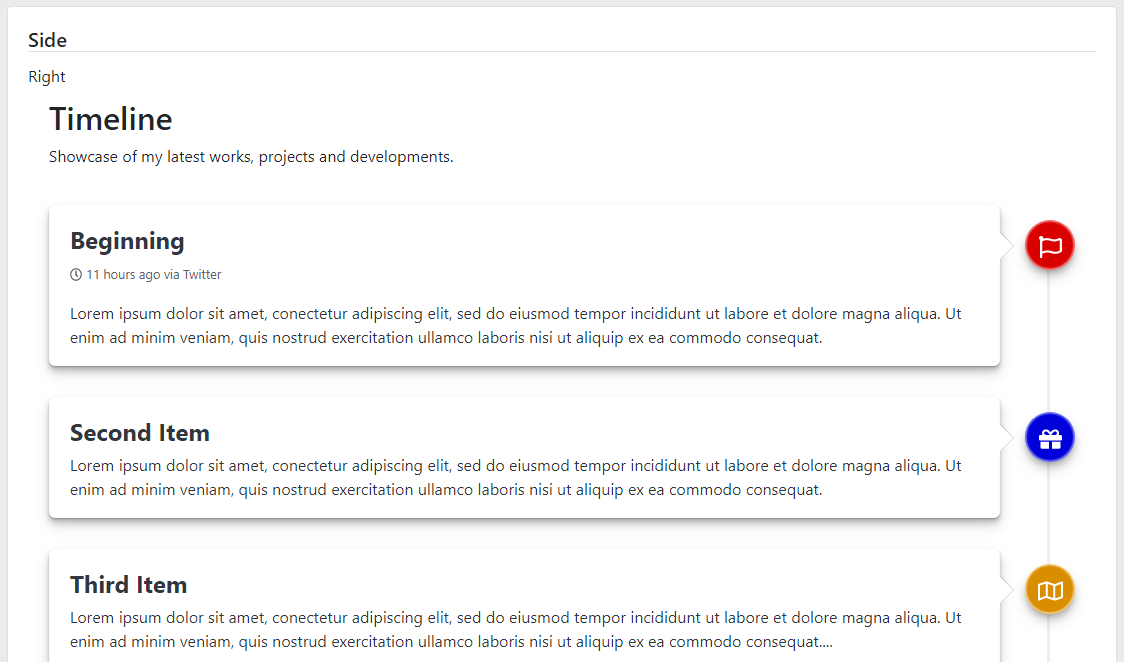 Side
Right
Timeline
Showcase of my latest works, projects and developments.
Beginning
11 hours ago via Twitter
Lorem ipsum dolor sit amet, conectetur adipiscing elit, sed do eiusmod tempor incididunt ut labore et dolore magna aliqua. Ut
enim ad minim veniam, quis nostrud exercitation ullamco laboris nisi ut aliquip ex ea commodo consequat.
Second Item
Lorem ipsum dolor sit amet, conectetur adipiscing elit, sed do eiusmod tempor incididunt ut labore et dolore magna aliqua. Ut
enim ad minim veniam, quis nostrud exercitation ullamco laboris nisi ut aliquip ex ea commodo consequat.
Third Item
Lorem ipsum dolor sit amet, conectetur adipiscing elit, sed do eiusmod tempor incididunt ut labore et dolore magna aliqua. Ut
enim ad minim veniam, quis nostrud exercitation ullamco laboris nisi ut aliquip ex ea commodo consequat....